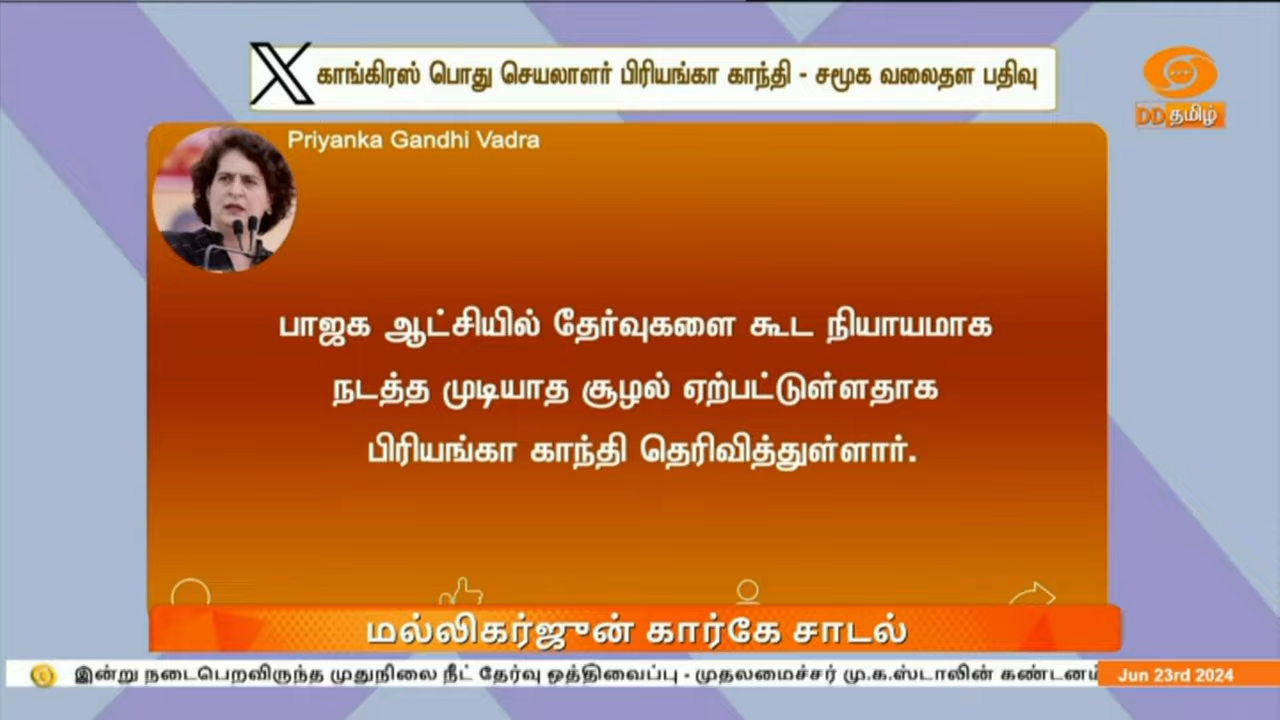 காங்கிரஸ் பொது செயலாளர் பிரியங்கா காந்தி - சமூக வலைதள பதிவு
DD தமிழ்
Priyanka Gandhi Vadra
பாஜக ஆட்சியில் தேர்வுகளை கூட நியாயமாக
நடத்த முடியாத சூழல் ஏற்பட்டுள்ளதாக
பிரியங்கா காந்தி தெரிவித்துள்ளார்.
மல்லிகர்ஜுன் கார்கே சாடல்
இன்று நடைபெறவிருந்த முதுநிலை நீட் தேர்வு ஒத்திவைப்பு - முதலமைச்சர் மு.க.ஸ்டாலின் கண்டனம்
Jun 23rd 2024